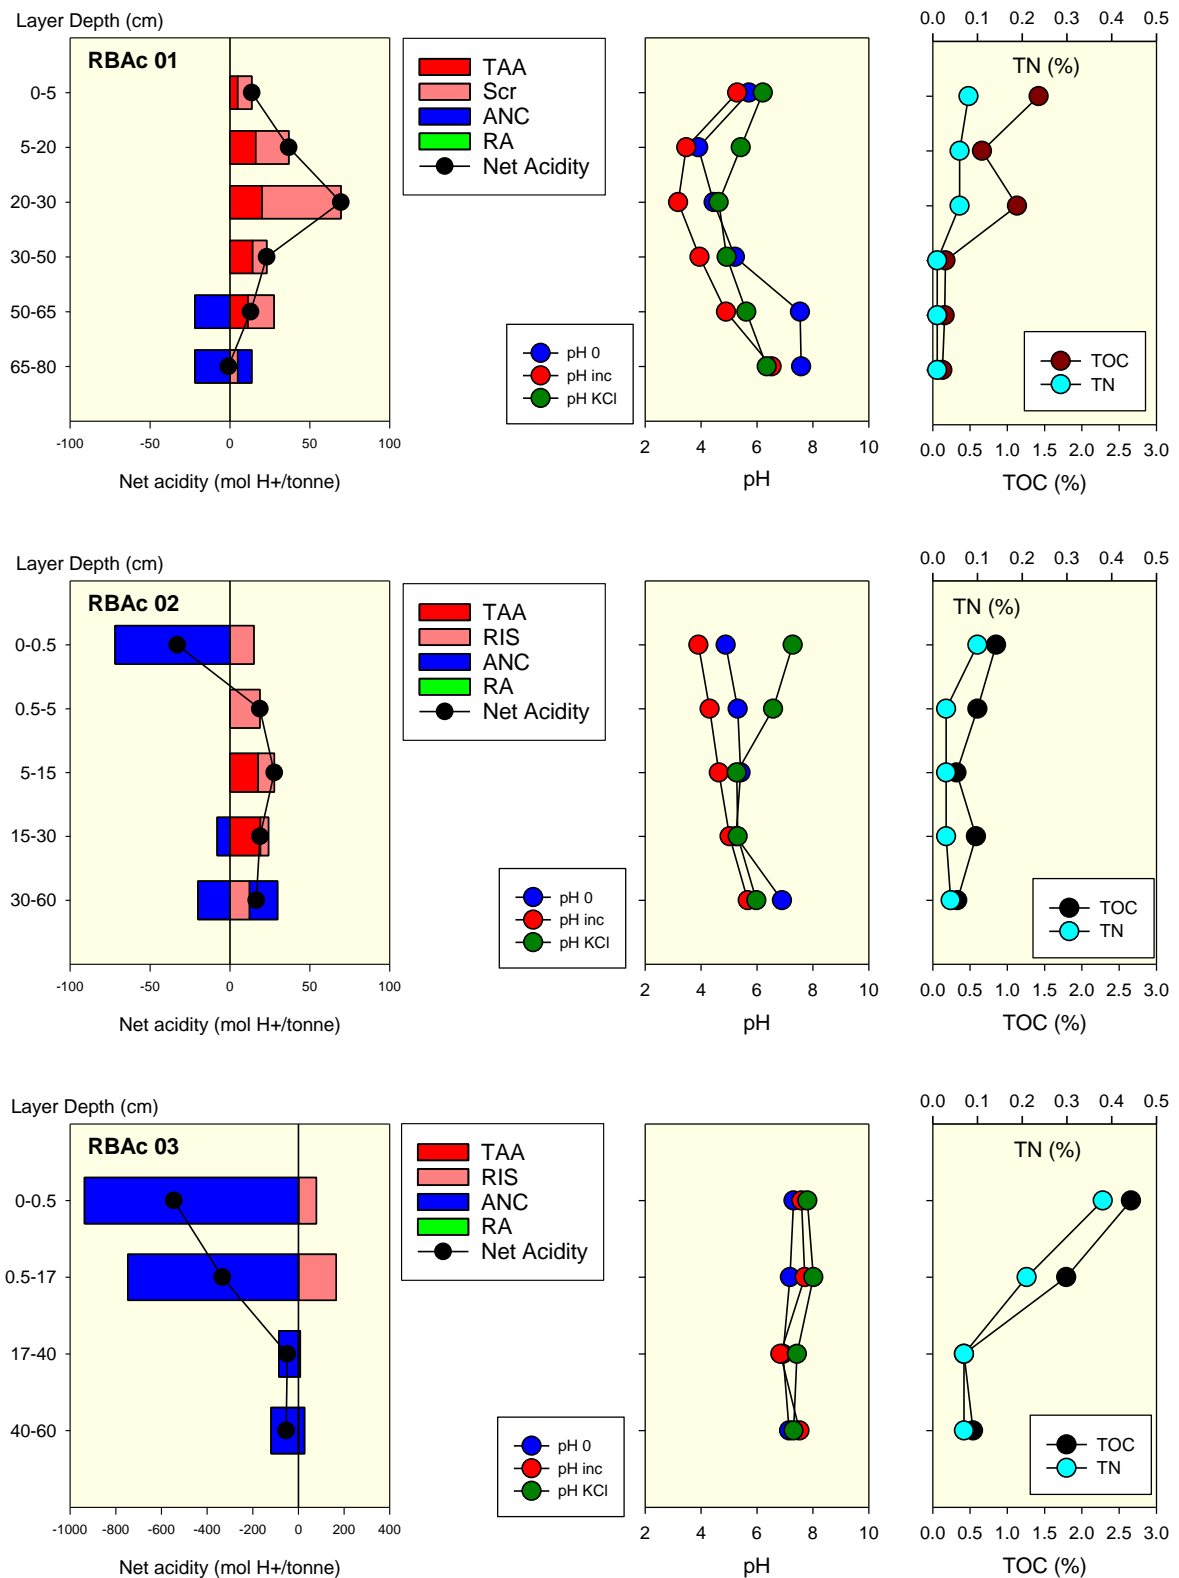 Layer Depth (cm)
RBAc 01
0-5
5-20
20-30
30-50
50-65
65-80
-100 -50 0 50 100
Net acidity (mol H+/tonne)
TAA
Scr
ANC
RA
Net Acidity
pH 0
pH inc
pH KCl
2 4 6 8 10
pH
0.0 0.1 0.2 0.3 0.4 0.5
TN (%)
TOC
TN
0.0 0.5 1.0 1.5 2.0 2.5 3.0
TOC (%)
Layer Depth (cm)
RBAc 02
0-0.5
0.5-5
5-15
15-30
30-60
-100 -50 0 50 100
Net acidity (mol H+/tonne)
TAA
RIS
ANC
RA
Net Acidity
pH 0
pH inc
pH KCl
2 4 6 8 10
pH
0.0 0.1 0.2 0.3 0.4 0.5
TN (%)
TOC
TN
0.0 0.5 1.0 1.5 2.0 2.5 3.0
TOC (%)
Layer Depth (cm)
RBAc 03
0-0.5
0.5-17
17-40
40-60
-1000 -800 -600 -400 -200 0 200 400
Net acidity (mol H+/tonne)
TAA
RIS
ANC
RA
Net Acidity
pH 0
pH inc
pH KCl
2 4 6 8 10
pH
0.0 0.1 0.2 0.3 0.4 0.5
TN (%)
TOC
TN
0.0 0.5 1.0 1.5 2.0 2.5 3.0
TOC (%)